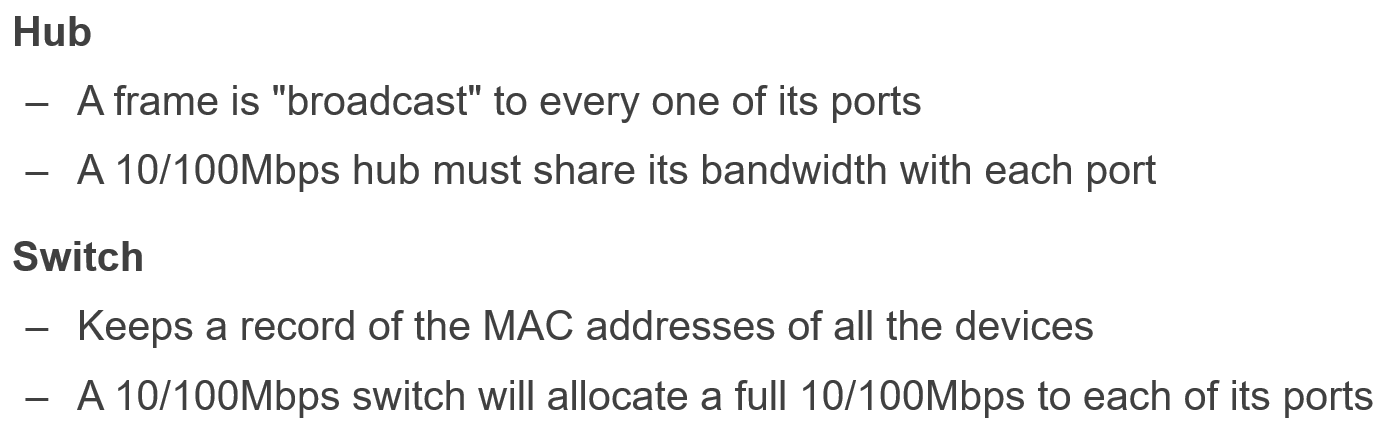 Hub
– A frame is "broadcast" to every one of its ports
– A 10/100Mbps hub must share its bandwidth with each port
Switch
– Keeps a record of the MAC addresses of all the devices
– A 10/100Mbps switch will allocate a full 10/100Mbps to each of its ports